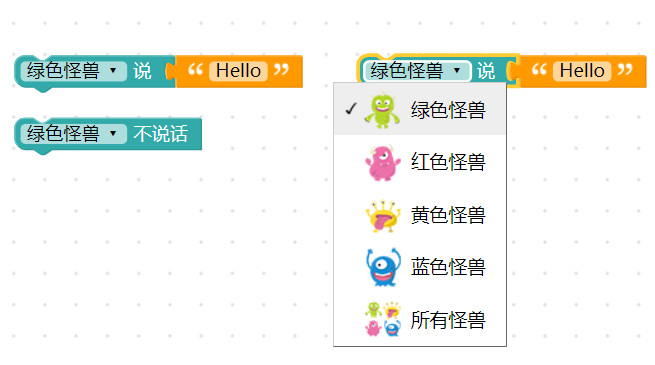 绿色怪兽 说 “ Hello ”
绿色怪兽 不说话
绿色怪兽 说 “ Hello ”
✓ 绿色怪兽
红色怪兽
黄色怪兽
蓝色怪兽
所有怪兽